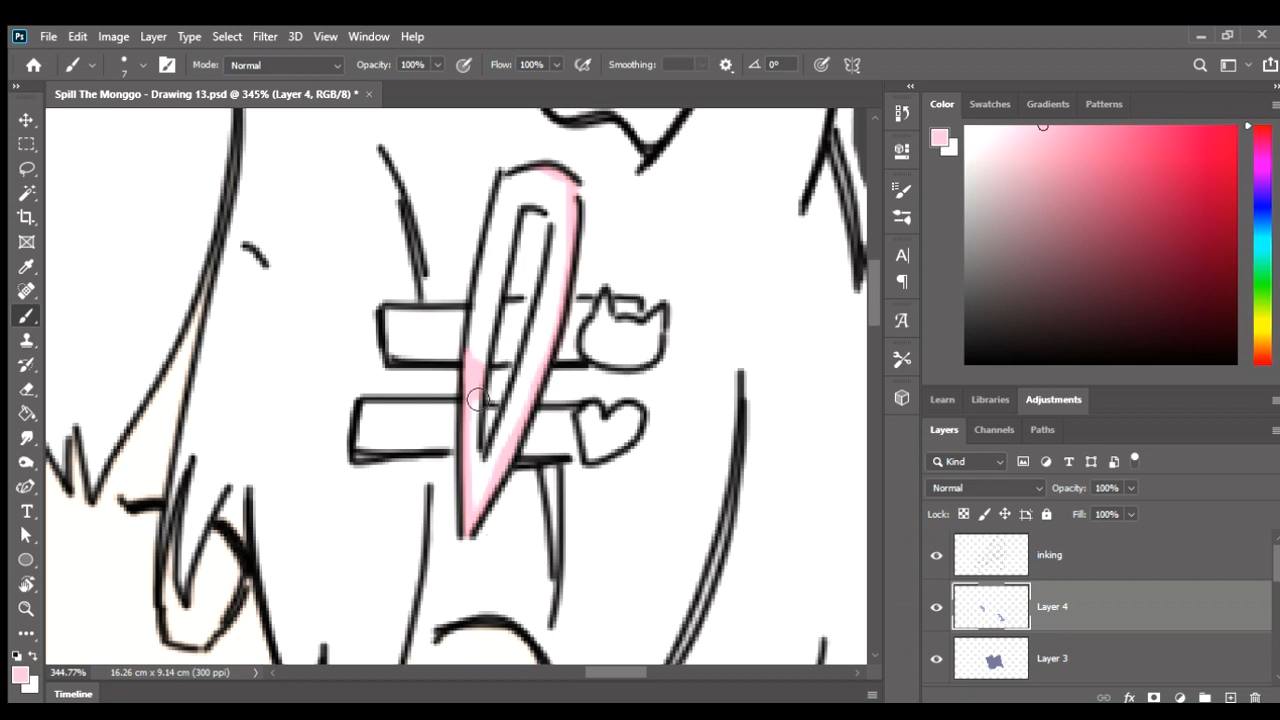 Ps File Edit Image Layer Type Select Filter 3D View Window Help
7 Mode: Normal Opacity: 100% Flow: 100% Smoothing: 0°
Spill The Monggo - Drawing 13.psd @ 345% (Layer 4, RGB/8) * ×
Color Swatches Gradients Patterns
Learn Libraries Adjustments
Layers Channels Paths
Kind
Normal Opacity: 100%
Lock: Fill: 100%
inking
Layer 4
Layer 3
344.77% 16.26 cm x 9.14 cm (300 ppi)
Timeline